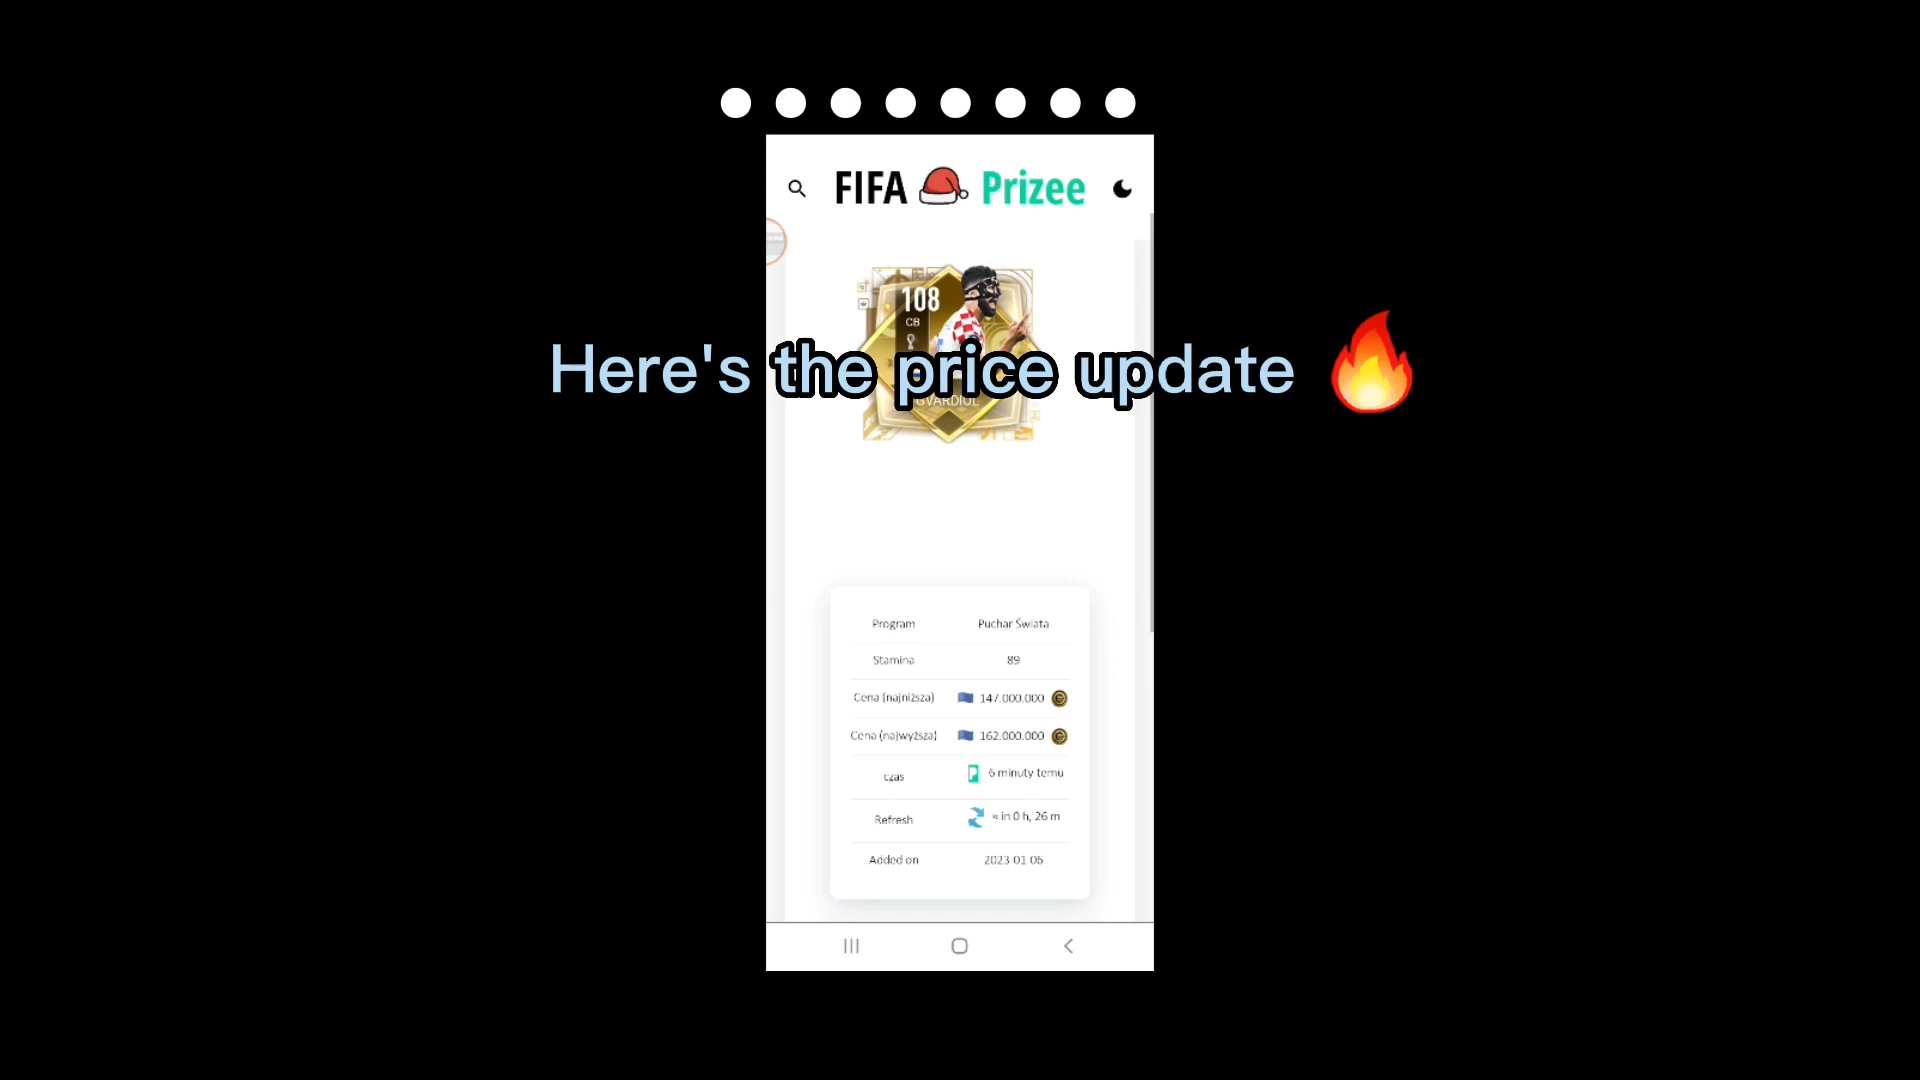 FIFA Prizee
108
CB
Here's the price update 🔥
GVARDIOL
Program Puchar Świata
Stamina 89
Cena (najniższa) 147.000.000
Cena (najwyższa) 162.000.000
czas 6 minuty temu
Refresh ≈ in 0 h, 26 m
Added on 2023 01 06